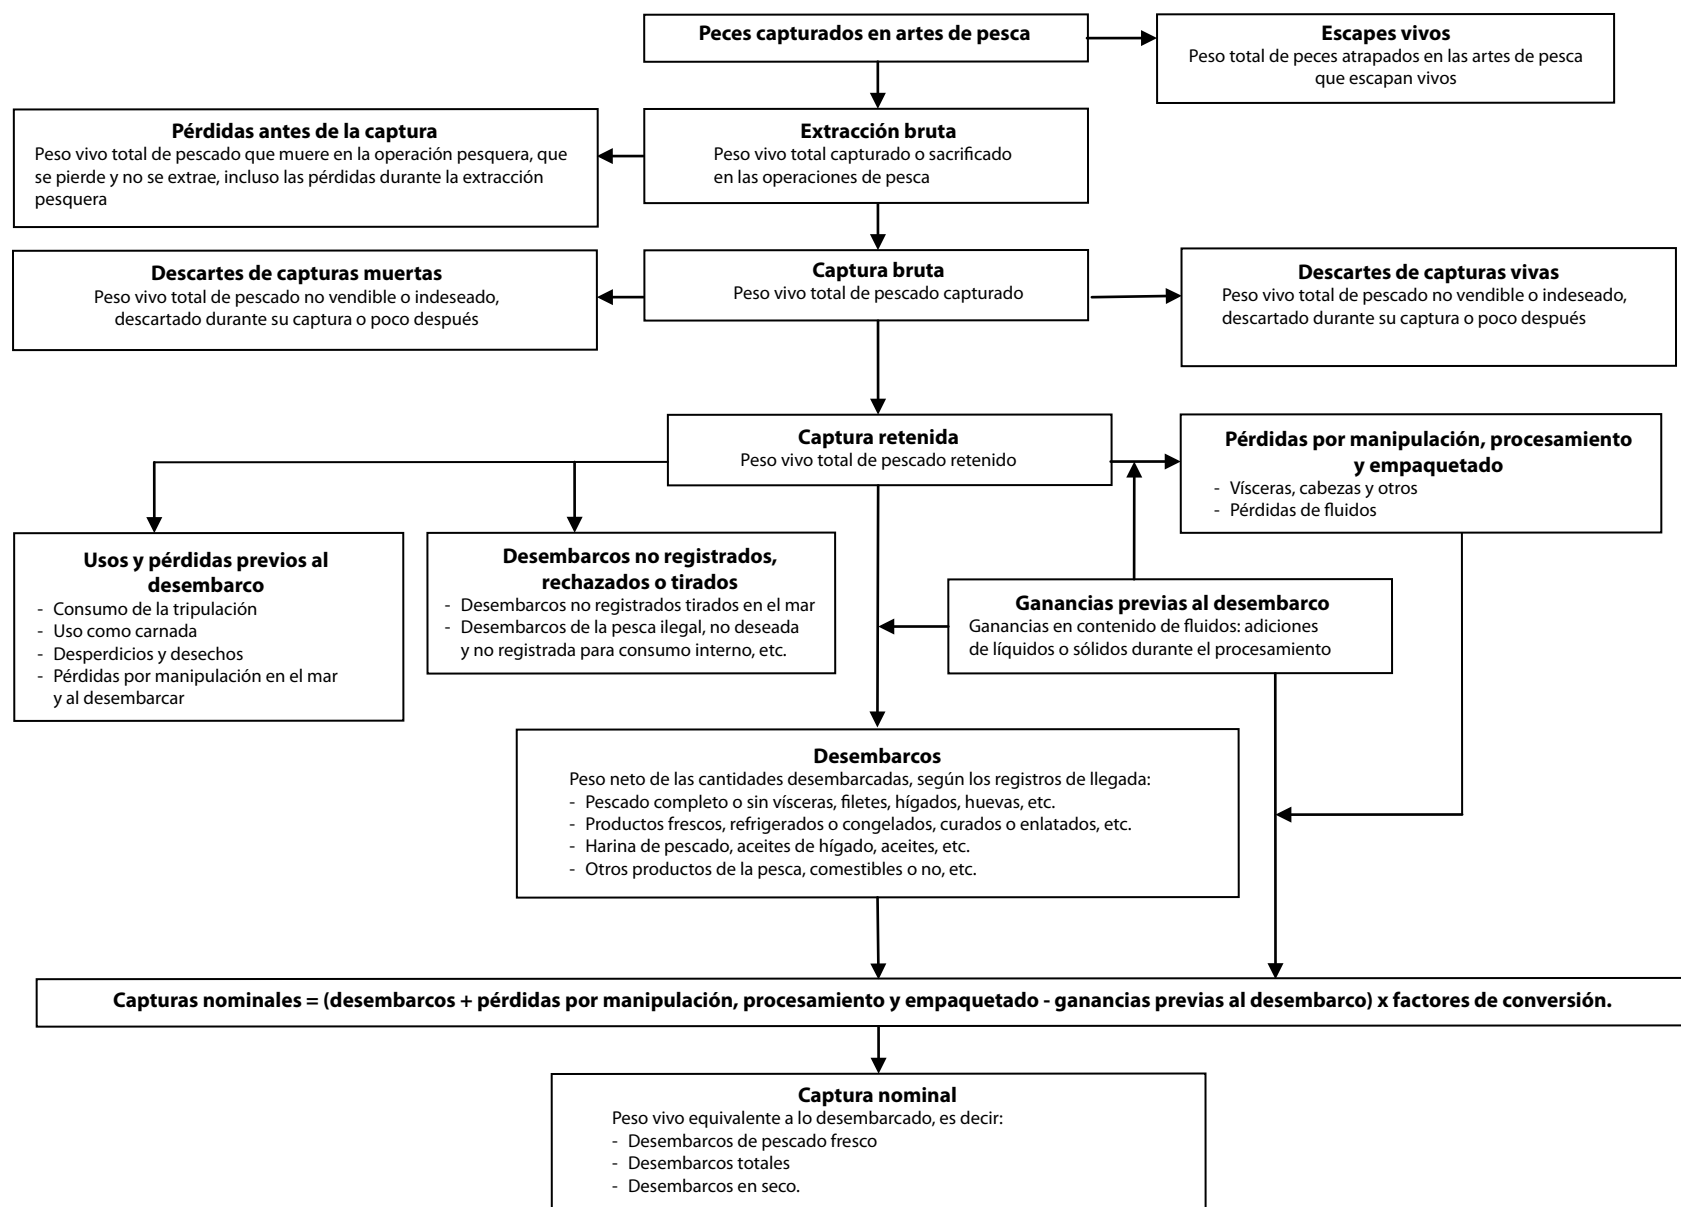 Peces capturados en artes de pesca
Escapes vivos
Peso total de peces atrapados en las artes de pesca
que escapan vivos
Pérdidas antes de la captura
Peso vivo total de pescado que muere en la operación pesquera, que
se pierde y no se extrae, incluso las pérdidas durante la extracción
pesquera
Extracción bruta
Peso vivo total capturado o sacrificado
en las operaciones de pesca
Descartes de capturas muertas
Peso vivo total de pescado no vendible o indeseado,
descartado durante su captura o poco después
Captura bruta
Peso vivo total de pescado capturado
Descartes de capturas vivas
Peso vivo total de pescado no vendible o indeseado,
descartado durante su captura o poco después
Captura retenida
Peso vivo total de pescado retenido
Pérdidas por manipulación, procesamiento
y empaquetado
- Vísceras, cabezas y otros
- Pérdidas de fluidos
Usos y pérdidas previos al
desembarco
- Consumo de la tripulación
- Uso como carnada
- Desperdicios y desechos
- Pérdidas por manipulación en el mar
y al desembarcar
Desembarcos no registrados,
rechazados o tirados
- Desembarcos no registrados tirados en el mar
- Desembarcos de la pesca ilegal, no deseada
y no registrada para consumo interno, etc.
Ganancias previas al desembarco
Ganancias en contenido de fluidos: adiciones
de líquidos o sólidos durante el procesamiento
Desembarcos
Peso neto de las cantidades desembarcadas, según los registros de llegada:
- Pescado completo o sin vísceras, filetes, hígados, huevas, etc.
- Productos frescos, refrigerados o congelados, curados o enlatados, etc.
- Harina de pescado, aceites de hígado, aceites, etc.
- Otros productos de la pesca, comestibles o no, etc.
Capturas nominales = (desembarcos + pérdidas por manipulación, procesamiento y empaquetado - ganancias previas al desembarco) x factores de conversión.
Captura nominal
Peso vivo equivalente a lo desembarcado, es decir:
- Desembarcos de pescado fresco
- Desembarcos totales
- Desembarcos en seco.